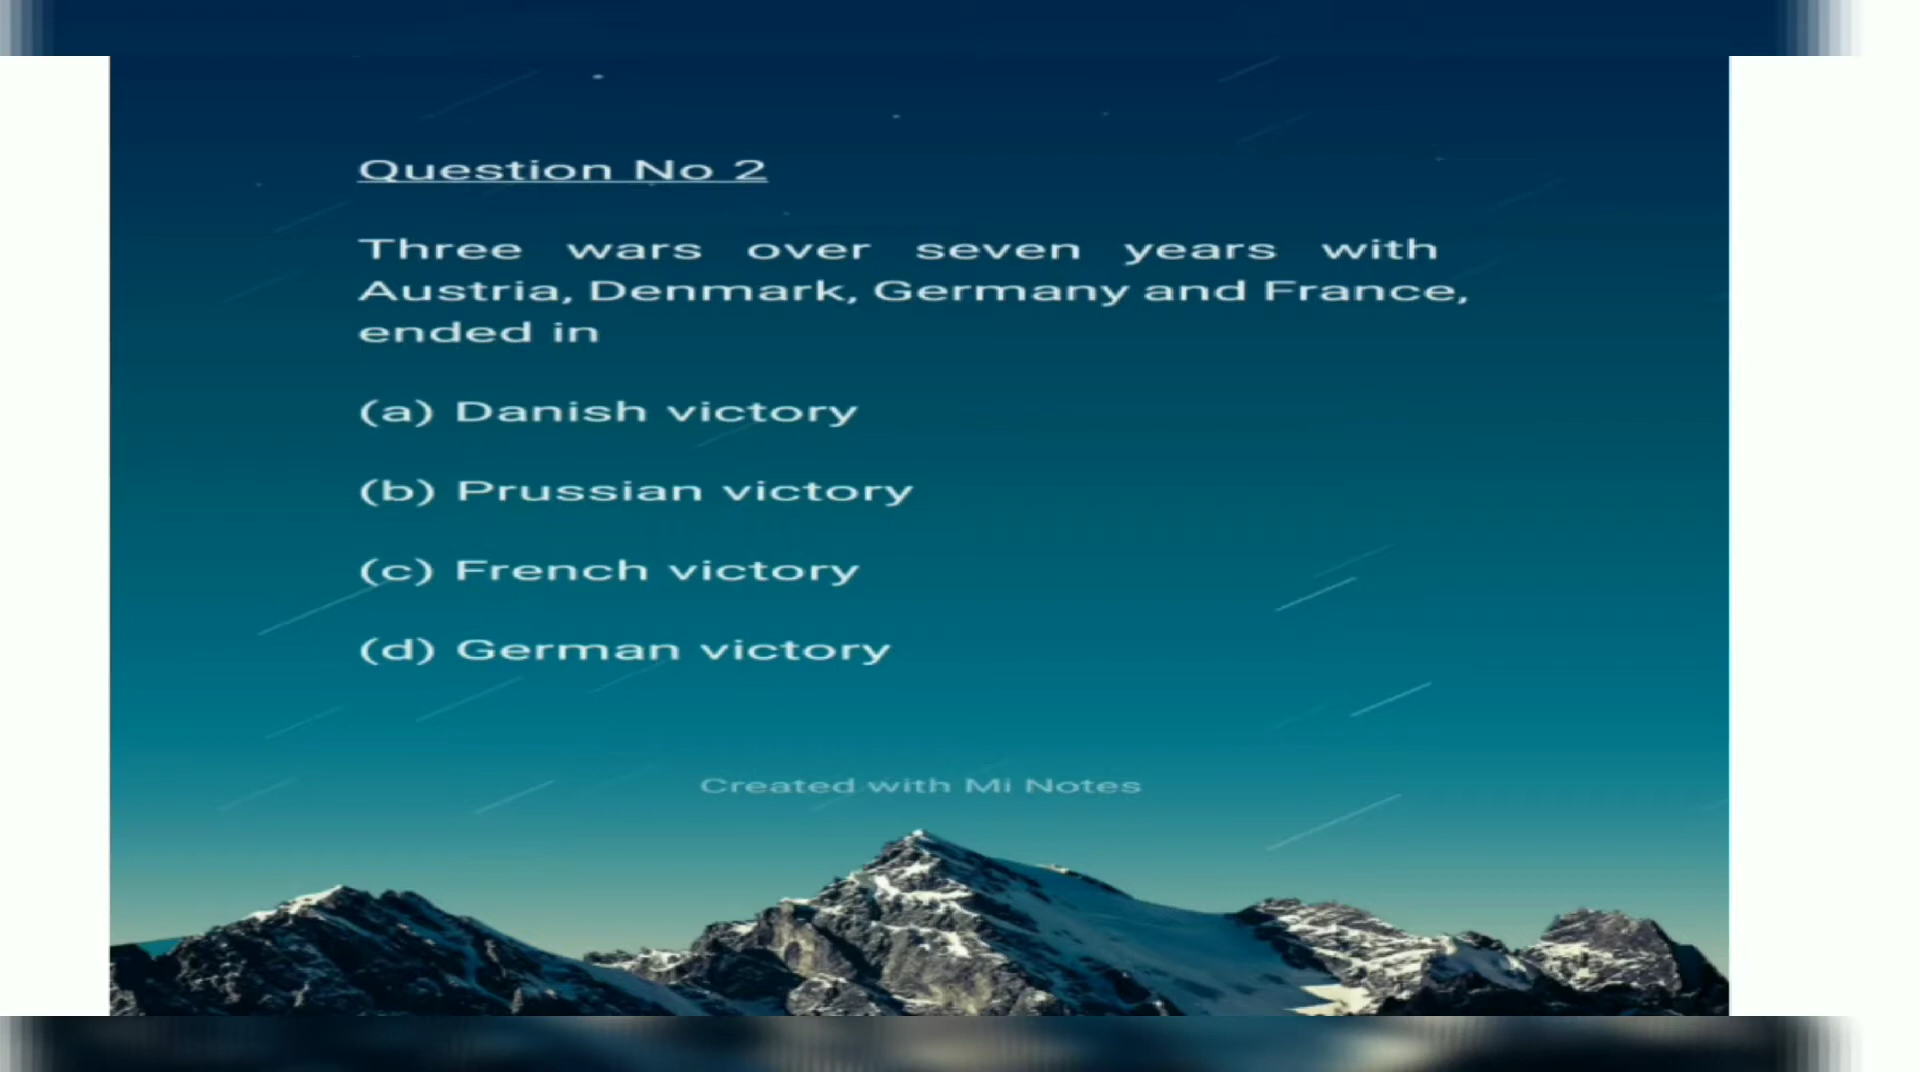 Question No 2
Three wars over seven years with
Austria, Denmark, Germany and France,
ended in
(a) Danish victory
(b) Prussian victory
(c) French victory
(d) German victory
Created with Mi Notes